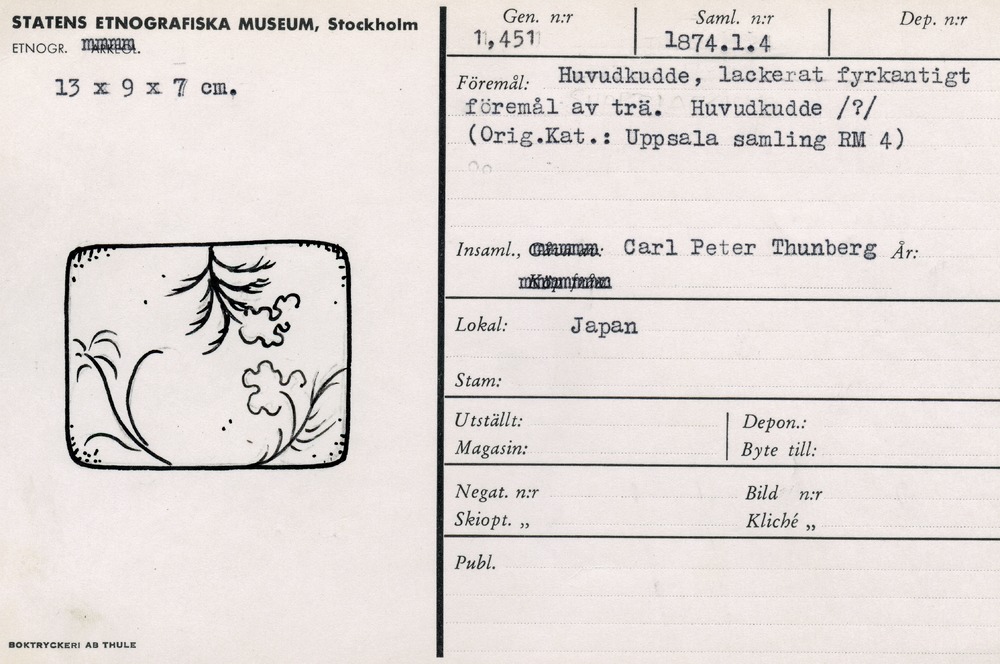 STATENS ETNOGRAFISKA MUSEUM, Stockholm
ETNOGR. ARKEOL.
13 x 9 x 7 cm.
BOKTRYCKERI AB THULE
Gen. n:r Saml. n:r Dep. n:r
11,451 1874.1.4
Föremål: Huvudkudde, lackerat fyrkantigt
föremål av trä. Huvudkudde /?/
(Orig.Kat.: Uppsala samling RM 4)
Insaml., Carl Peter Thunberg År:
Lokal: Japan
Stam:
Utställt: Depon.:
Magasin: Byte till:
Negat. n:r Bild n:r
Skiopt. „ Kliché „
Publ.